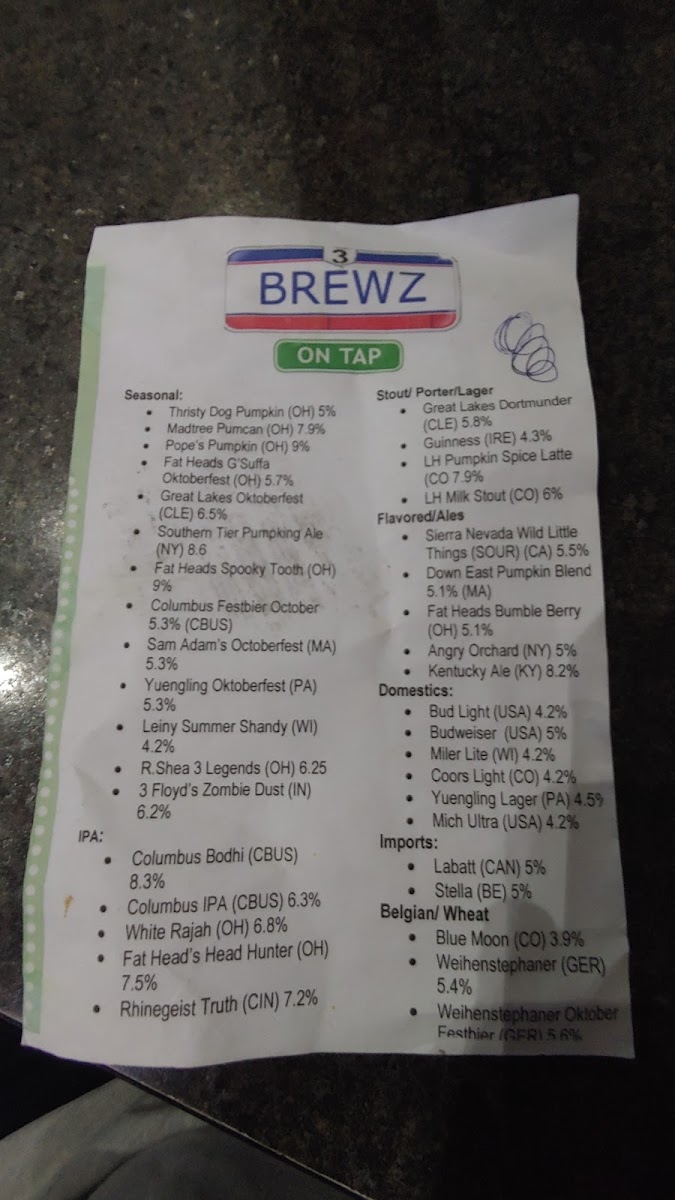 3
BREWZ
ON TAP
Seasonal:
• Thristy Dog Pumpkin (OH) 5%
• Madtree Pumcan (OH) 7.9%
• Pope's Pumpkin (OH) 9%
• Fat Heads G'Suffa
Oktoberfest (OH) 5.7%
• Great Lakes Oktoberfest
(CLE) 6.5%
• Southern Tier Pumpking Ale
(NY) 8.6
• Fat Heads Spooky Tooth (OH)
9%
• Columbus Festbier October
5.3% (CBUS)
• Sam Adam's Octoberfest (MA)
5.3%
• Yuengling Oktoberfest (PA)
5.3%
• Leiny Summer Shandy (WI)
4.2%
• R.Shea 3 Legends (OH) 6.25
• 3 Floyd's Zombie Dust (IN)
6.2%
IPA:
• Columbus Bodhi (CBUS)
8.3%
• Columbus IPA (CBUS) 6.3%
• White Rajah (OH) 6.8%
• Fat Head's Head Hunter (OH)
7.5%
• Rhinegeist Truth (CIN) 7.2%
Stout/ Porter/Lager
• Great Lakes Dortmunder
(CLE) 5.8%
• Guinness (IRE) 4.3%
• LH Pumpkin Spice Latte
(CO 7.9%
• LH Milk Stout (CO) 6%
Flavored/Ales
• Sierra Nevada Wild Little
Things (SOUR) (CA) 5.5%
• Down East Pumpkin Blend
5.1% (MA)
• Fat Heads Bumble Berry
(OH) 5.1%
• Angry Orchard (NY) 5%
• Kentucky Ale (KY) 8.2%
Domestics:
• Bud Light (USA) 4.2%
• Budweiser (USA) 5%
• Miler Lite (WI) 4.2%
• Coors Light (CO) 4.2%
• Yuengling Lager (PA) 4.5%
• Mich Ultra (USA) 4.2%
Imports:
• Labatt (CAN) 5%
• Stella (BE) 5%
Belgian/ Wheat
• Blue Moon (CO) 3.9%
• Weihenstephaner (GER)
5.4%
• Weihenstephaner Oktober
Festbier (GER) 5.6%